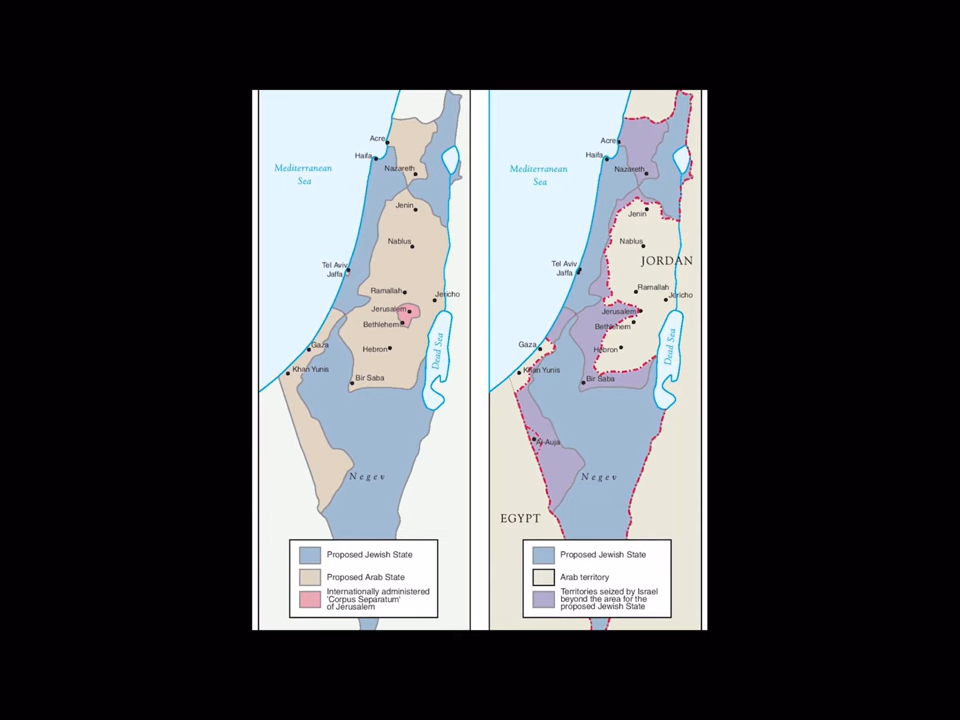 Acre
Haifa
Mediterranean
Sea
Nazareth
Jenin
Nablus
Tel Aviv
Jaffa
Ramallah
Jericho
Jerusalem
Bethlehem
Gaza
Hebron
Dead Sea
Khan Yunis
Bir Saba
Negev
Proposed Jewish State
Proposed Arab State
Internationally administered
'Corpus Separatum'
of Jerusalem
Acre
Haifa
Mediterranean
Sea
Nazareth
Jenin
Nablus
JORDAN
Tel Aviv
Jaffa
Ramallah
Jericho
Jerusalem
Bethlehem
Gaza
Hebron
Dead Sea
Khan Yunis
Bir Saba
Al-Auja
Negev
EGYPT
Proposed Jewish State
Arab territory
Territories seized by Israel
beyond the area for the
proposed Jewish State